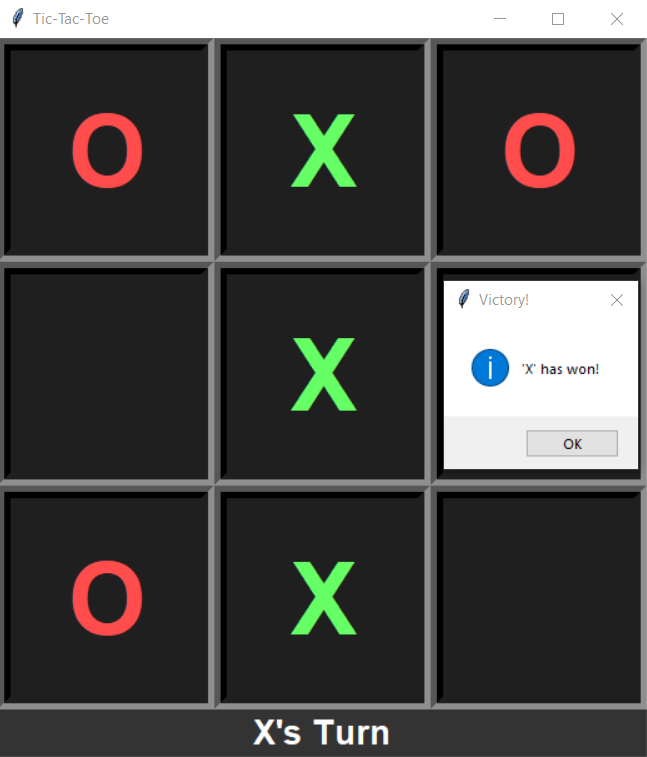 Tic-Tac-Toe
O X O
X
Victory!
'X' has won!
OK
O X
X's Turn